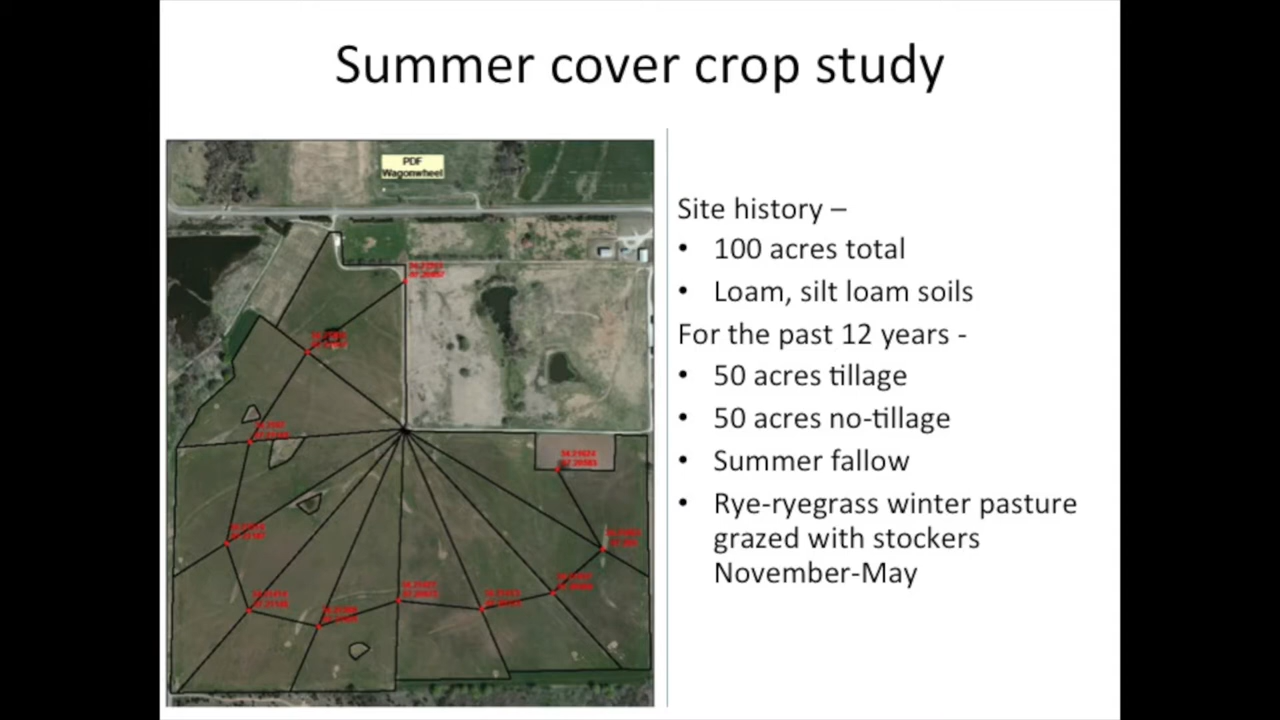 Summer cover crop study
PDF
Wagonwheel
Site history –
• 100 acres total
• Loam, silt loam soils
For the past 12 years -
• 50 acres tillage
• 50 acres no-tillage
• Summer fallow
• Rye-ryegrass winter pasture
grazed with stockers
November-May